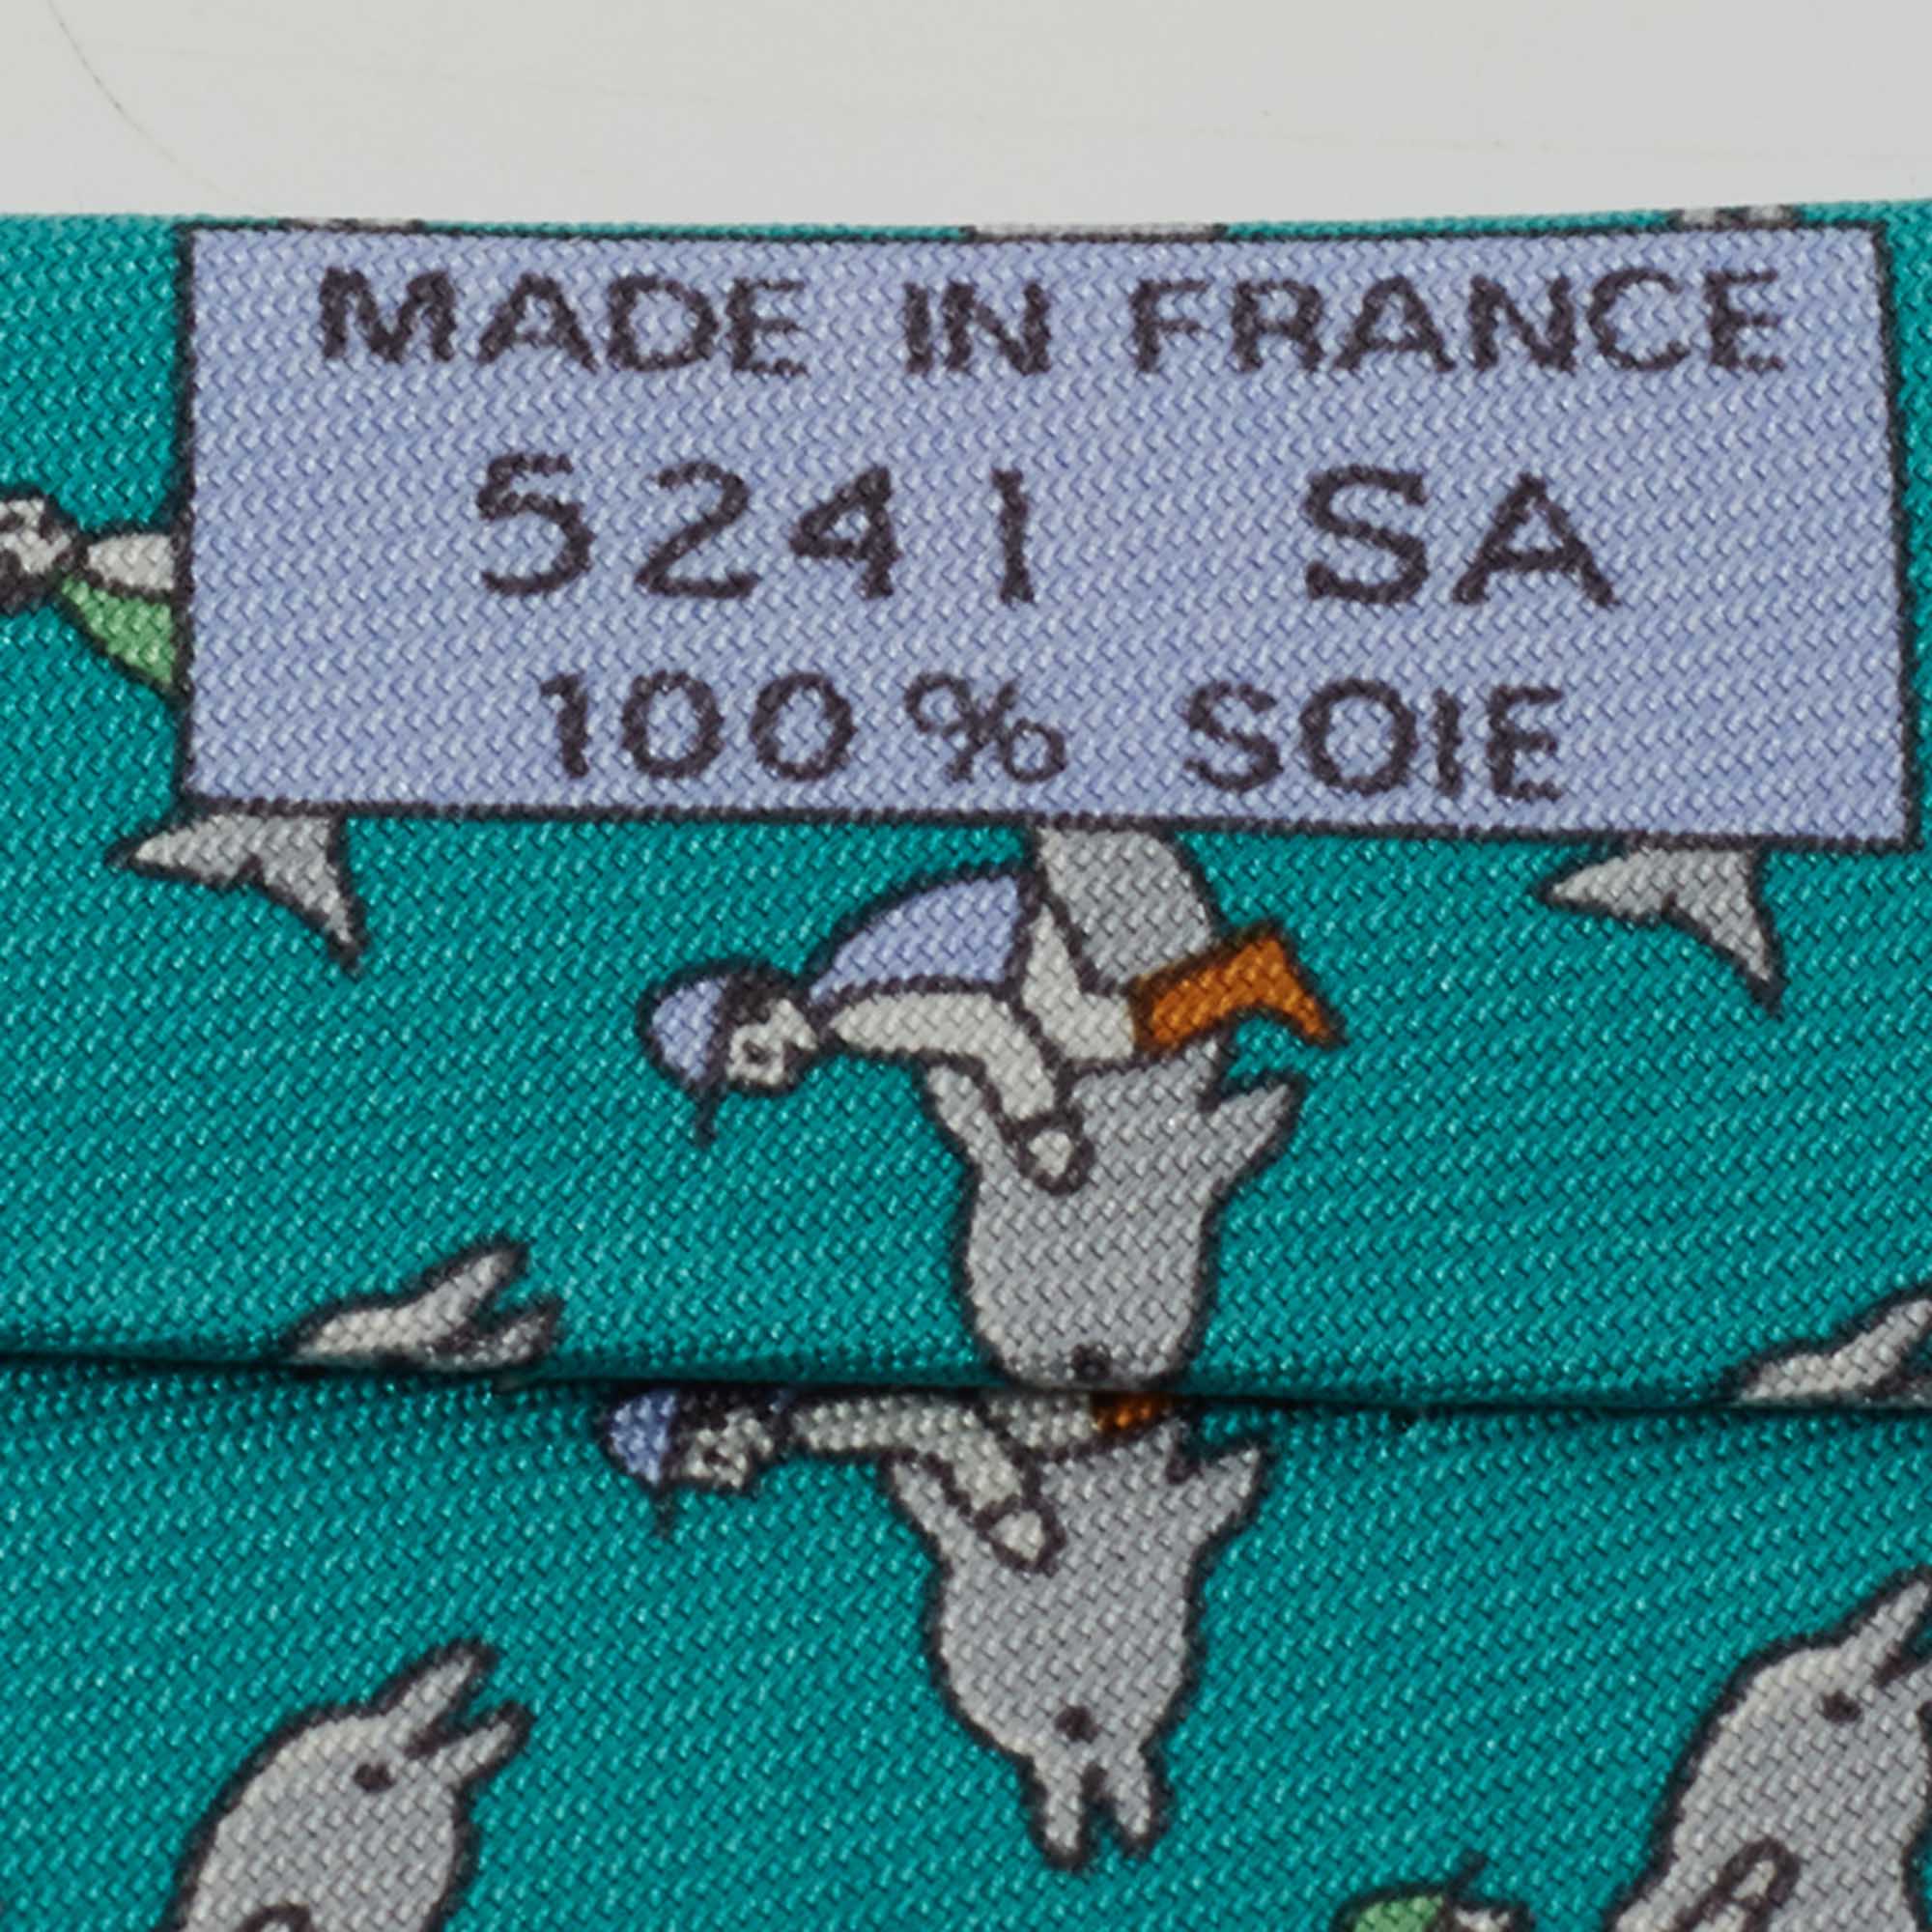 MADE IN FRANCE
5241 SA
100% SOIE